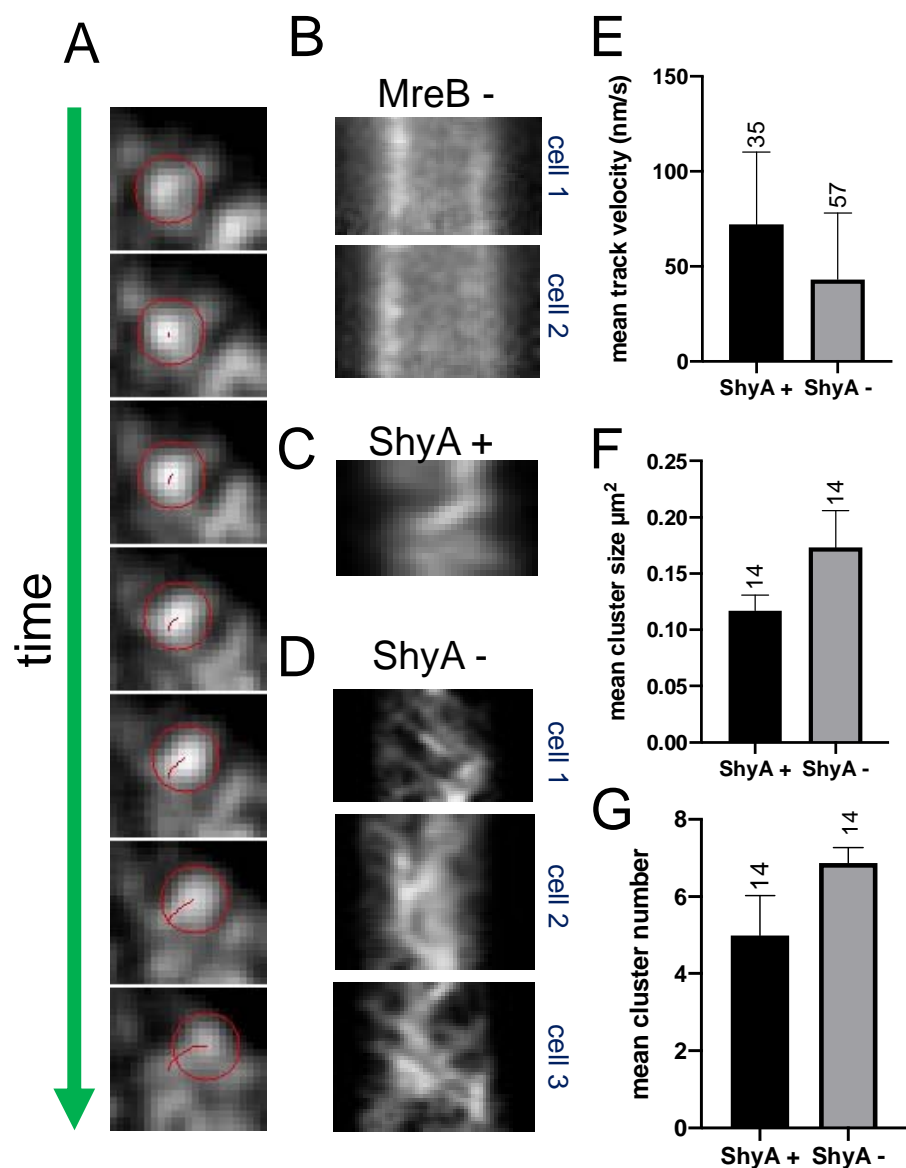 A
time
B
MreB -
cell 1
cell 2
C
ShyA +
D
ShyA -
cell 1
cell 2
cell 3
E
mean track velocity (nm/s)
150
100
50
0
35
57
ShyA + ShyA -
F
mean cluster size µm²
0.25
0.20
0.15
0.10
0.05
0.00
14
14
ShyA + ShyA -
G
mean cluster number
8
6
4
2
0
14
14
ShyA + ShyA -